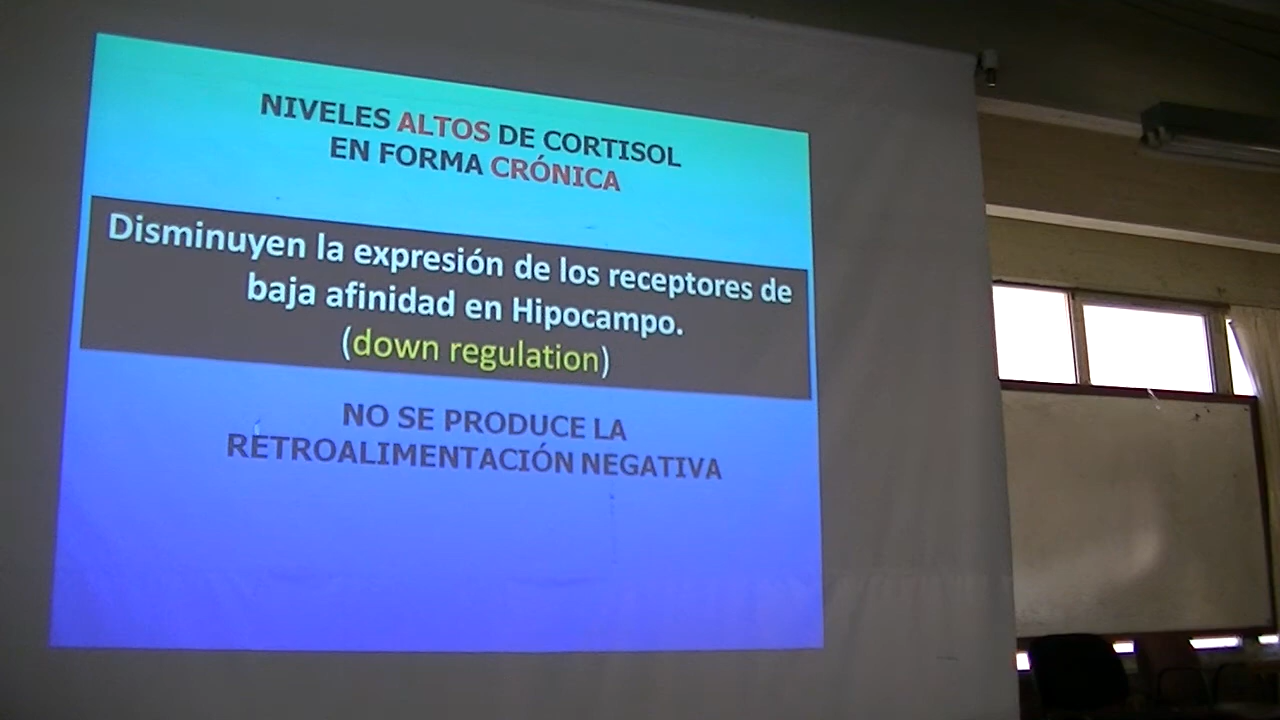 NIVELES ALTOS DE CORTISOL
EN FORMA CRÓNICA
Disminuyen la expresión de los receptores de
baja afinidad en Hipocampo.
(down regulation)
NO SE PRODUCE LA
RETROALIMENTACIÓN NEGATIVA